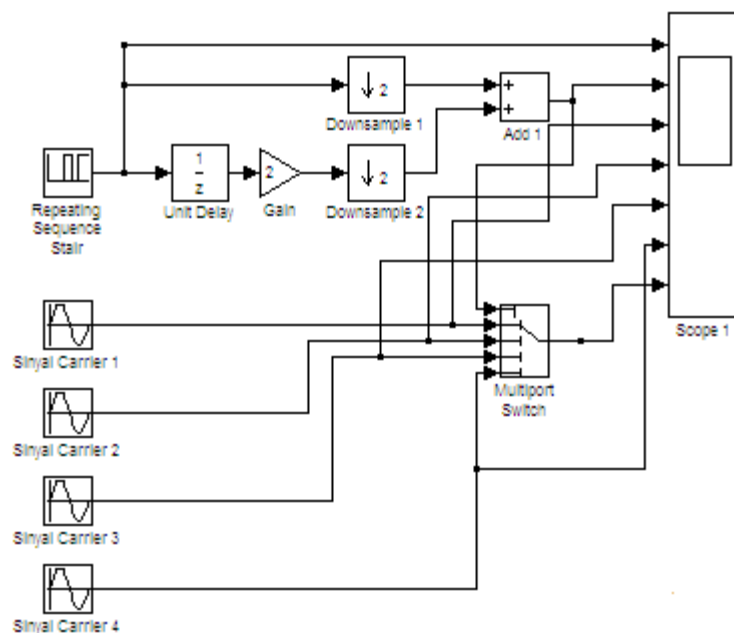 2
Downsample 1
+
+
Add 1
Repeating
Sequence
Stair
1
z
Unit Delay
2
Gain
2
Downsample 2
Scope 1
Sinyal Carrier 1
Multiport
Switch
Sinyal Carrier 2
Sinyal Carrier 3
Sinyal Carrier 4